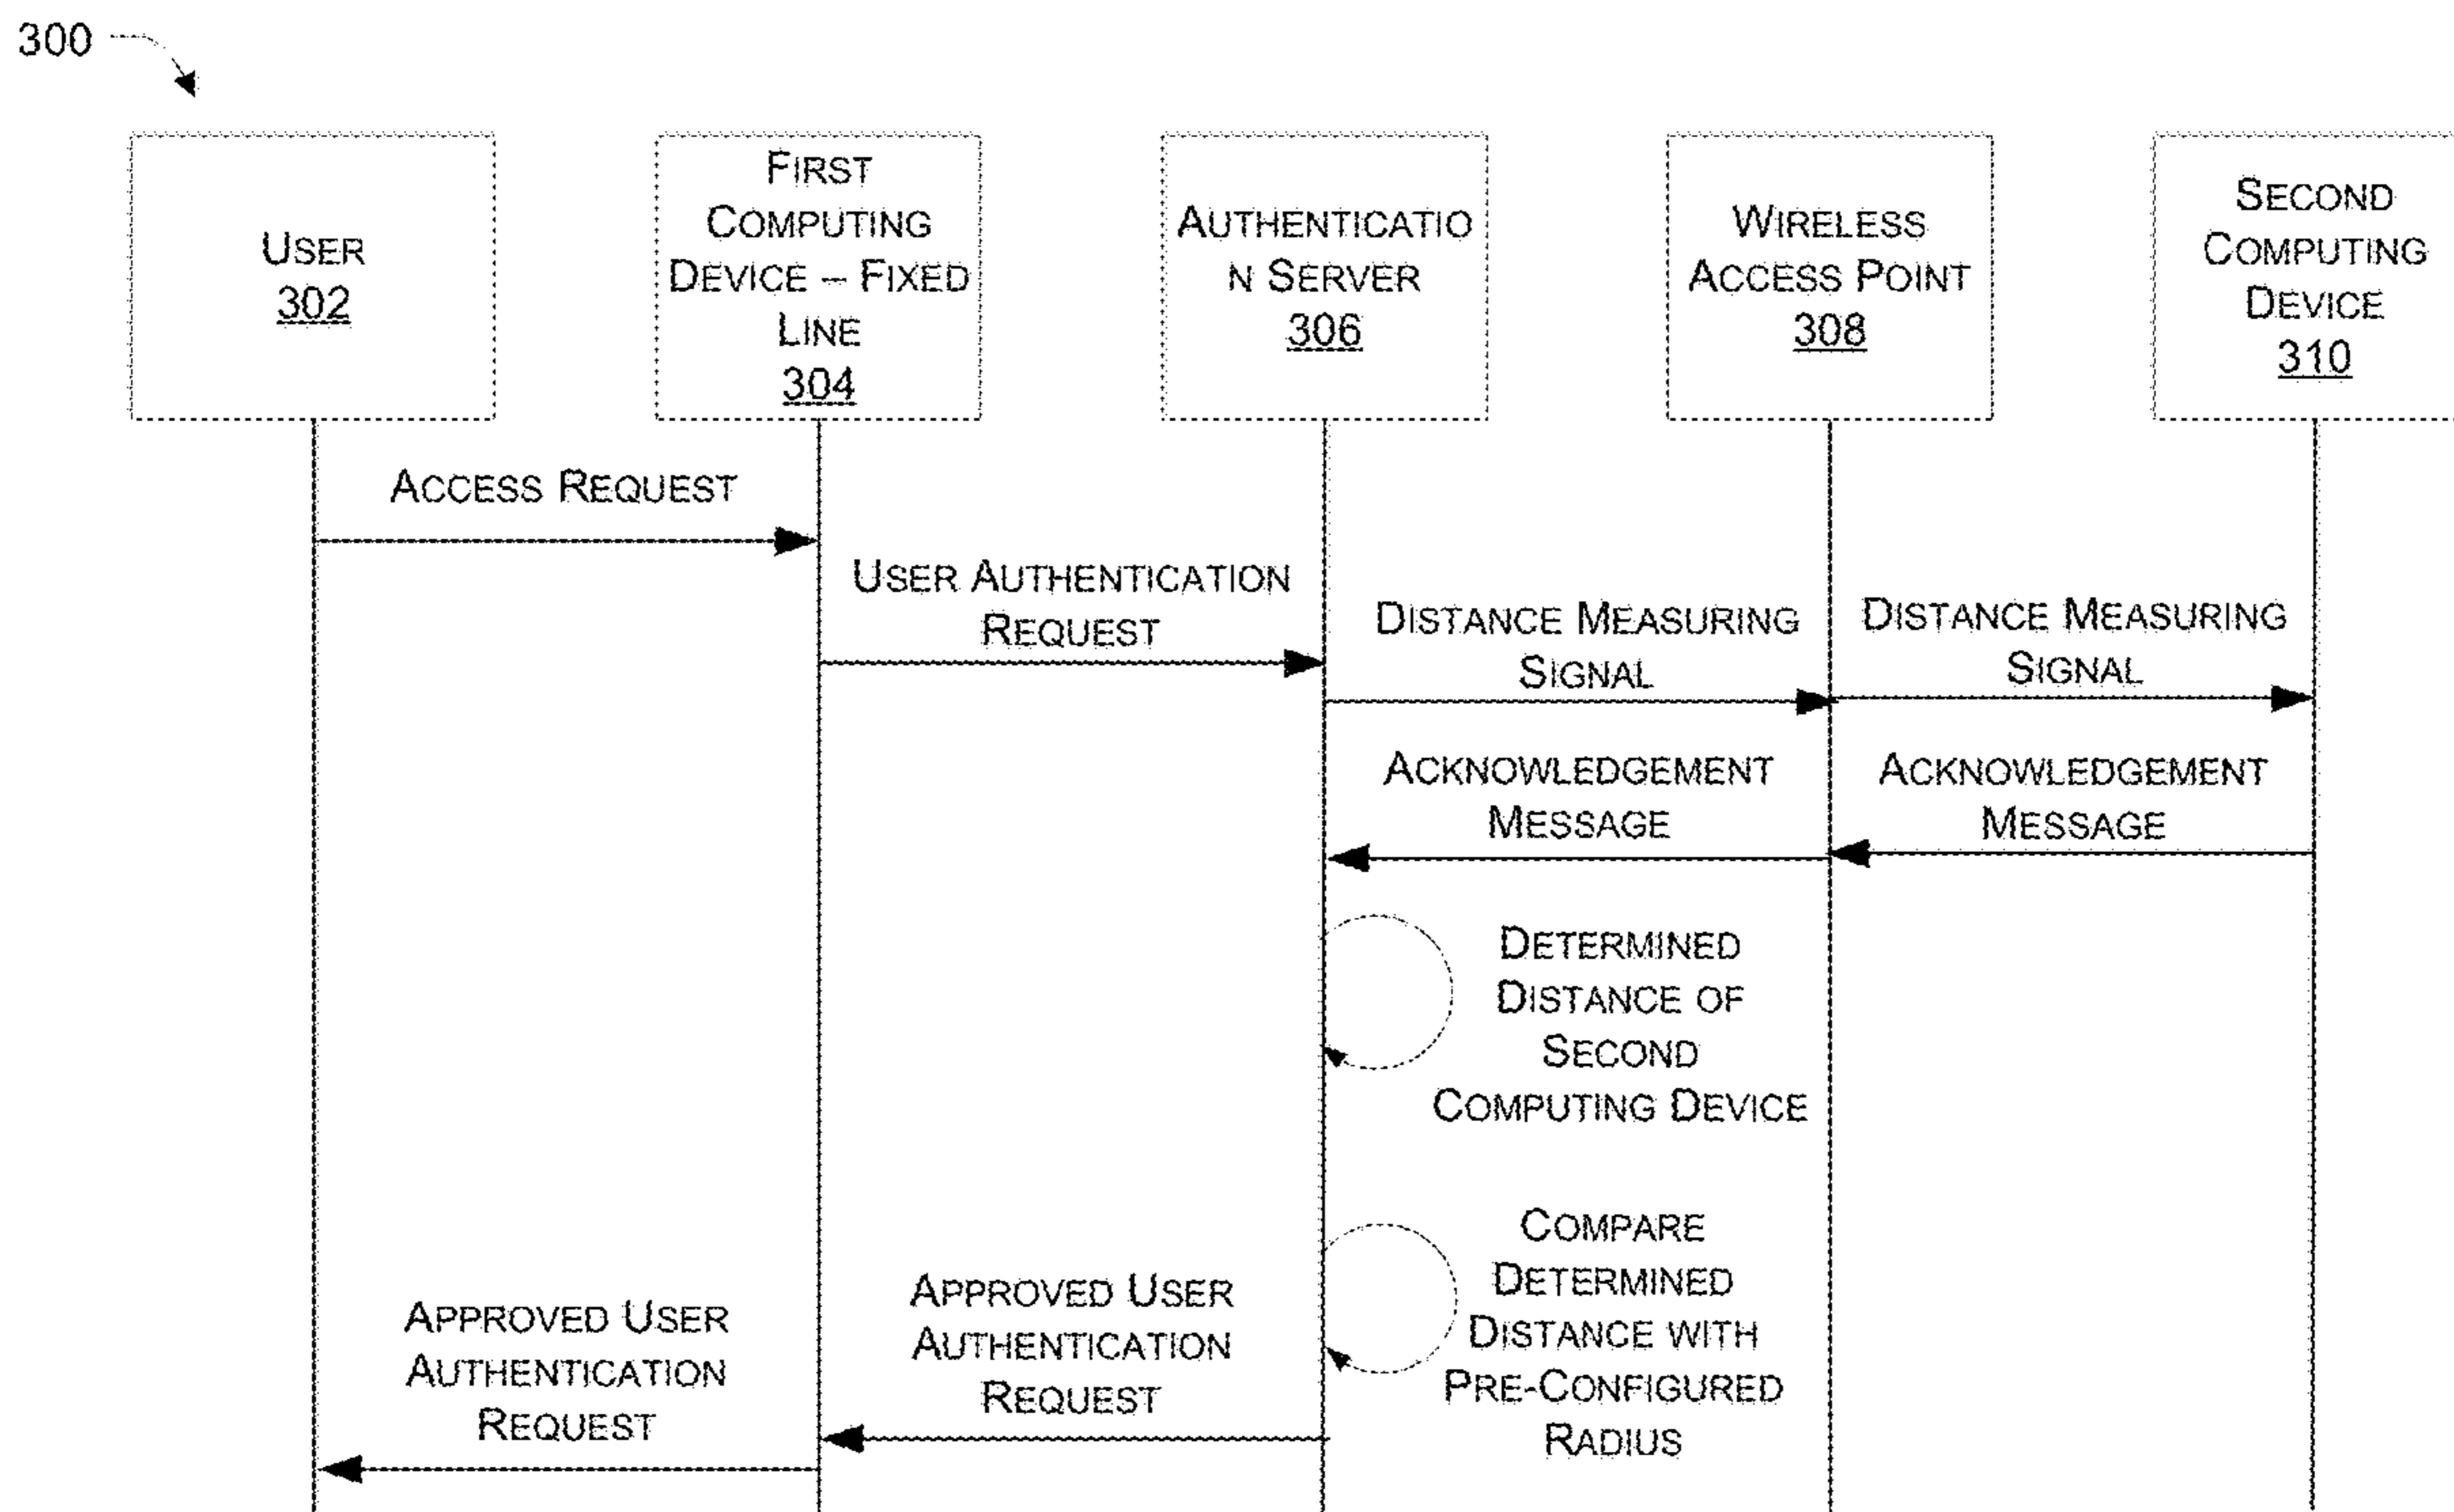 300
USER
302
FIRST
COMPUTING
DEVICE – FIXED
LINE
304
AUTHENTICATIO
N SERVER
306
WIRELESS
ACCESS POINT
308
SECOND
COMPUTING
DEVICE
310
ACCESS REQUEST
USER AUTHENTICATION
REQUEST
DISTANCE MEASURING
SIGNAL
DISTANCE MEASURING
SIGNAL
ACKNOWLEDGEMENT
MESSAGE
ACKNOWLEDGEMENT
MESSAGE
DETERMINED
DISTANCE OF
SECOND
COMPUTING DEVICE
COMPARE
DETERMINED
DISTANCE WITH
PRE-CONFIGURED
RADIUS
APPROVED USER
AUTHENTICATION
REQUEST
APPROVED USER
AUTHENTICATION
REQUEST